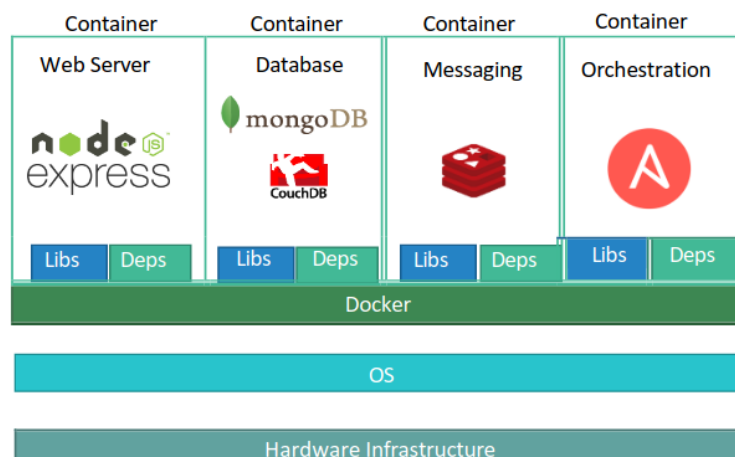 Container Container Container Container
Web Server Database Messaging Orchestration
node JS
express
mongoDB
CouchDB
A
Libs Deps Libs Deps Libs Deps Libs Deps
Docker
OS
Hardware Infrastructure